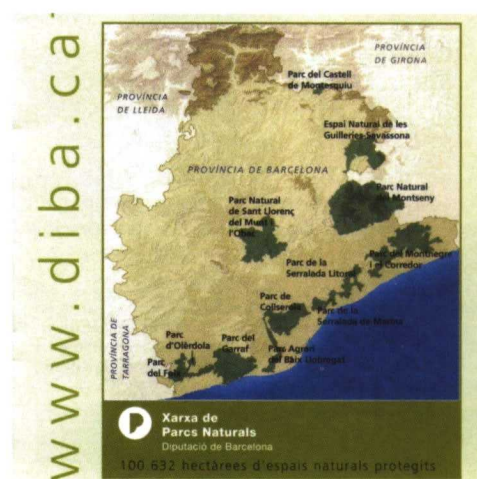 www.diba.ca
PROVÍNCIA
DE GIRONA
Parc del Castell
de Montesquiu
PROVÍNCIA
DE LLEIDA
Espai Natural de les
Guilleries-Savassona
PROVÍNCIA DE BARCELONA
Parc Natural
del Montseny
Parc Natural
de Sant Llorenç
del Munt i
l'Obac
Parc del Montnegre
i el Corredor
Parc de la
Serralada Litoral
Parc de
Collserola
Parc de la
Serralada de Marina
PROVÍNCIA DE
TARRAGONA
Parc
d'Olèrdola
Parc del
Garraf
Parc Agrari
del Baix Llobregat
Parc
del Foix
Xarxa de
Parcs Naturals
Diputació de Barcelona
100.632 hectàrees d'espais naturals protegits